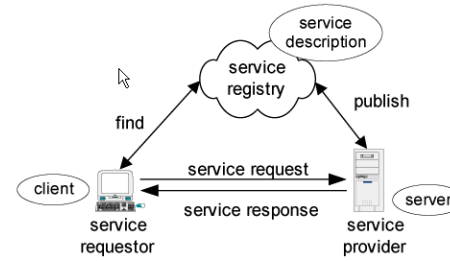 service
description
service
registry
find
publish
service request
client
server
service response
service
requestor
service
provider